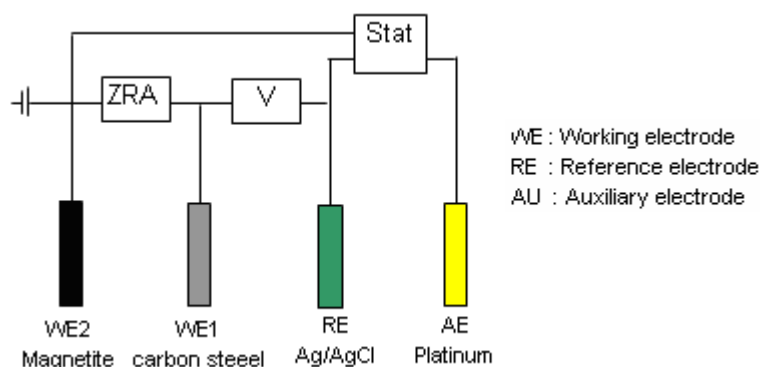 Stat
ZRA
V
WE : Working electrode
RE : Reference electrode
AU : Auxiliary electrode
WE2
Magnetite
WE1
carbon steeel
RE
Ag/AgCl
AE
Platinum